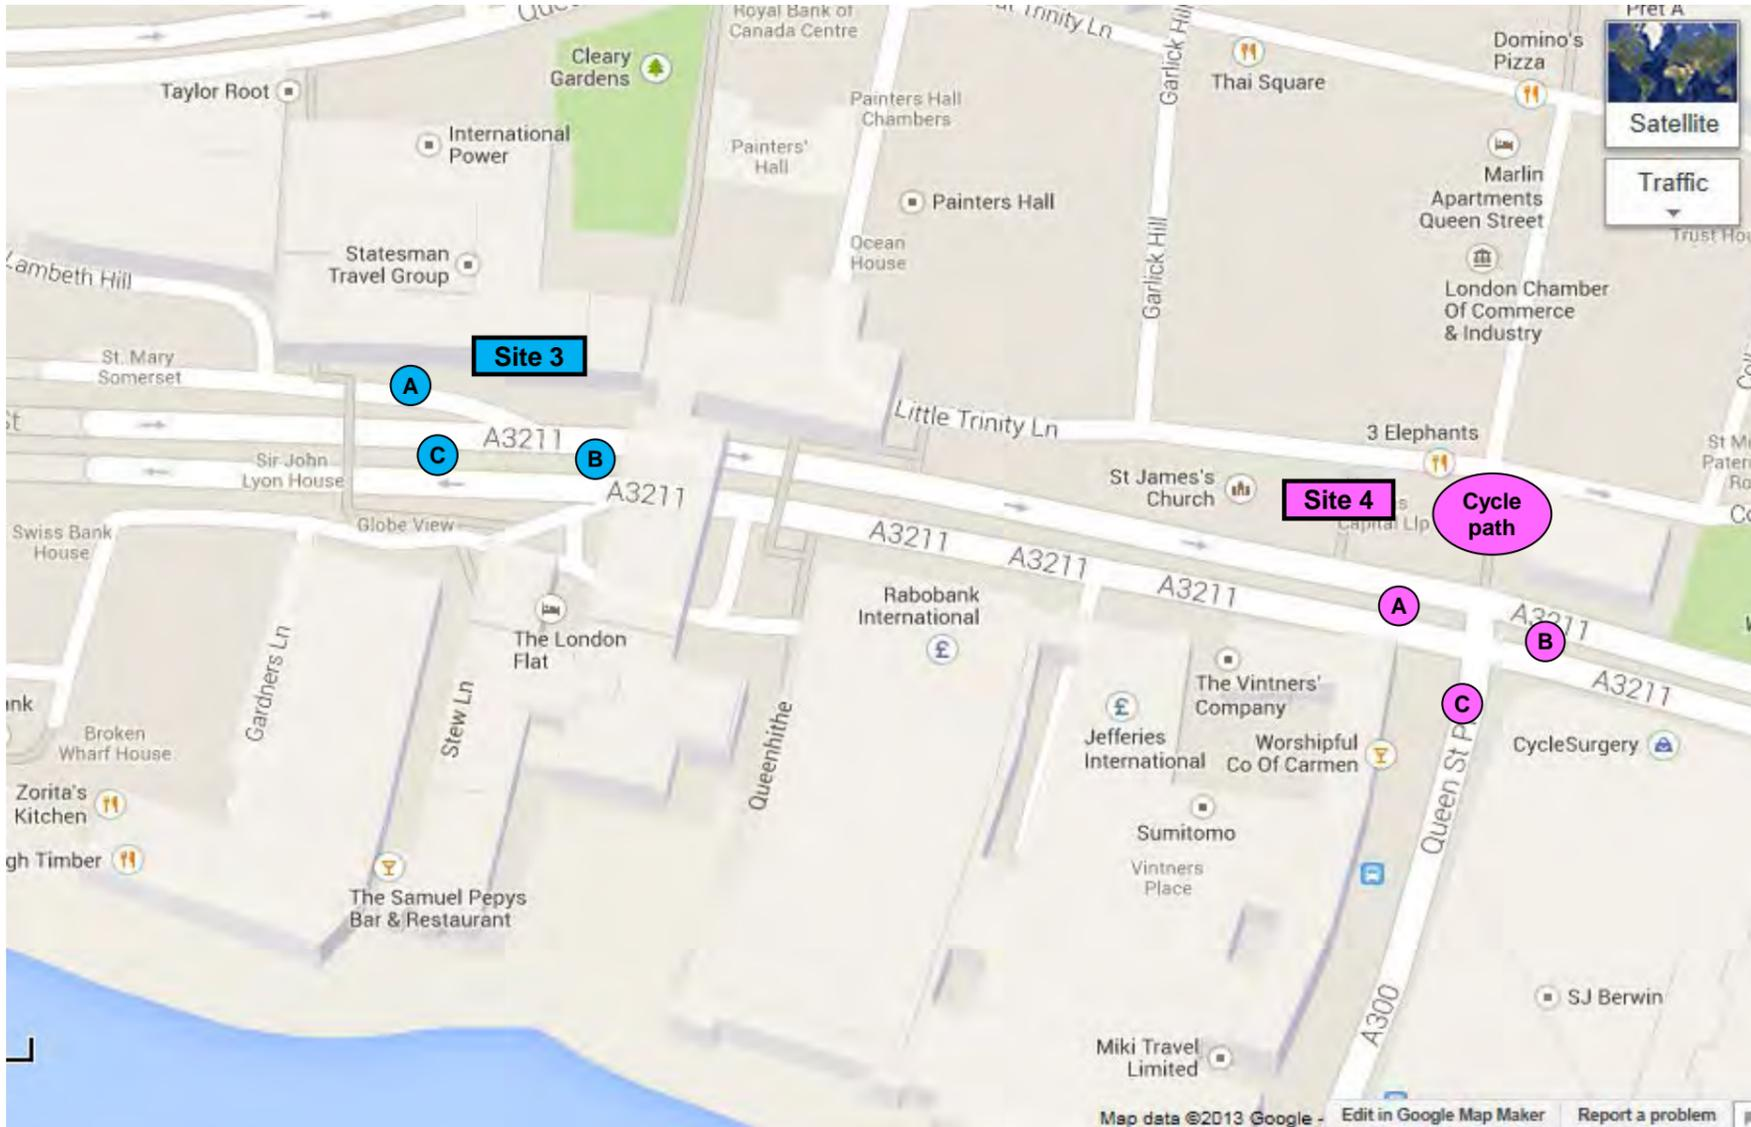 Royal Bank of
Canada Centre
Trinity Ln
Garlick Hill
Pret A
Domino's
Pizza
Thai Square
Satellite
Traffic
Cleary
Gardens
Taylor Root
International
Power
Painters Hall
Chambers
Painters'
Hall
Painters Hall
Marlin
Apartments
Queen Street
Ocean
House
Garlick Hill
London Chamber
Of Commerce
& Industry
Statesman
Travel Group
Lambeth Hill
St. Mary
Somerset
Site 3
A
C
B
A3211
A3211
Sir John
Lyon House
Globe View
Swiss Bank
House
Little Trinity Ln
3 Elephants
St James's
Church
Site 4
Capital Llp
Cycle
path
A3211
A3211
A3211
A3211
A3211
A
B
C
Rabobank
International
The London
Flat
Gardners Ln
Stew Ln
Queenhithe
Broken
Wharf House
Zorita's
Kitchen
gh Timber
The Samuel Pepys
Bar & Restaurant
The Vintners'
Company
Jefferies
International
Worshipful
Co Of Carmen
Sumitomo
Vintners
Place
CycleSurgery
Queen St Pl
A300
SJ Berwin
Miki Travel
Limited
Map data ©2013 Google -
Edit in Google Map Maker
Report a problem